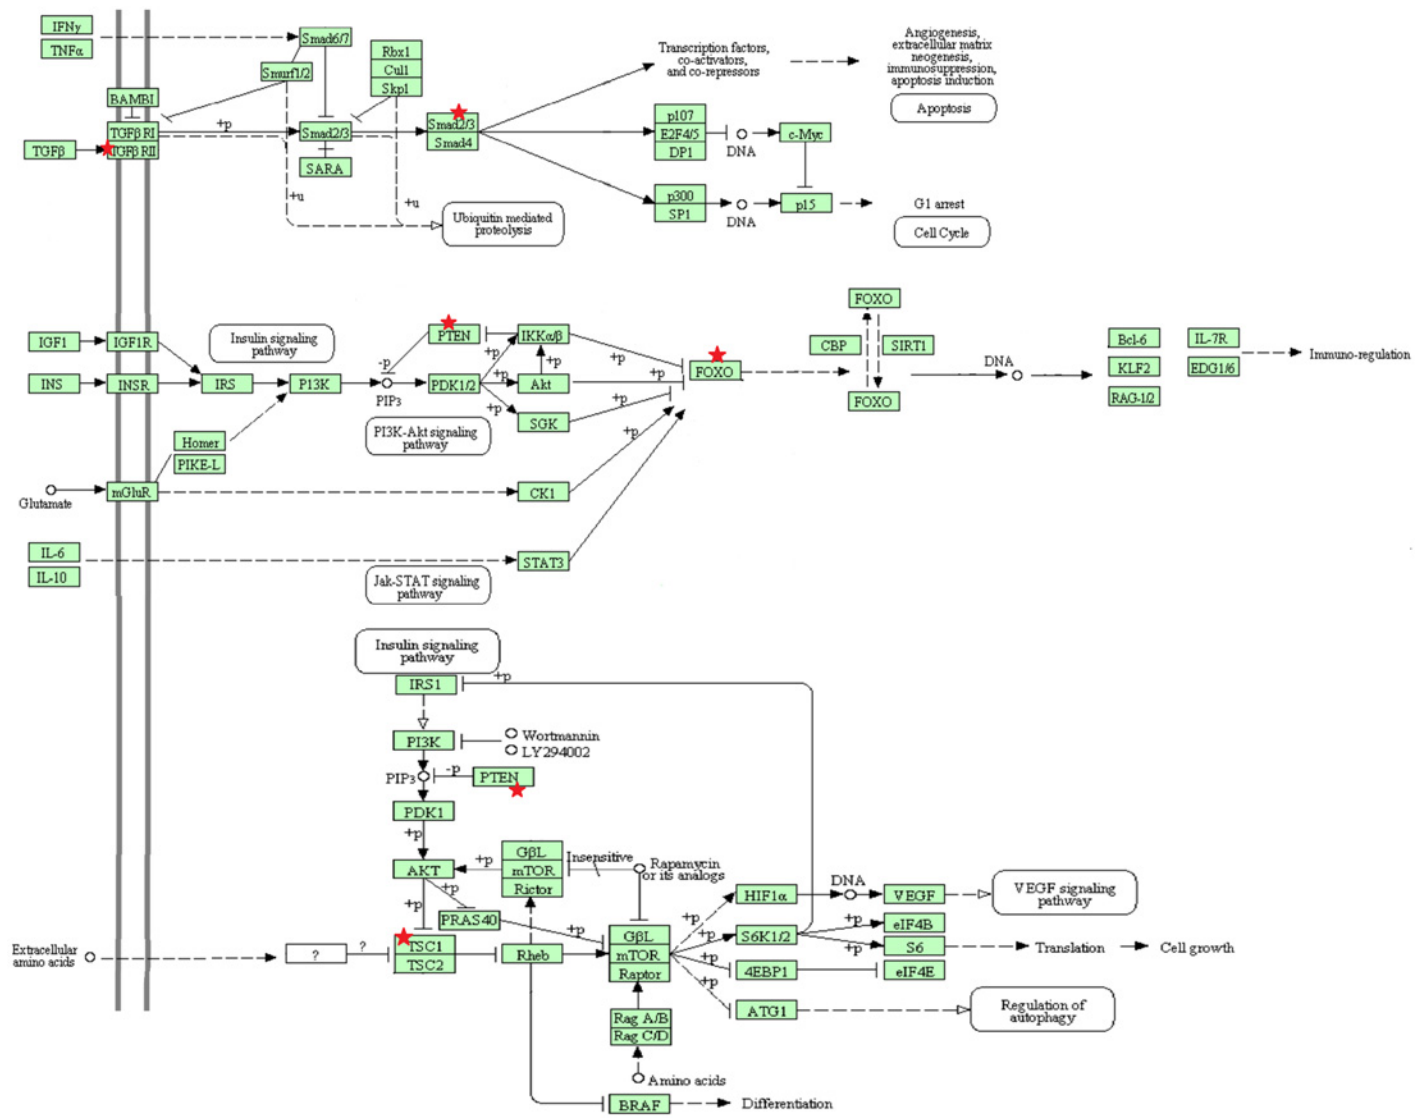 IFNγ
TNFα
Smad6/7
Smurf1/2
Rbx1
Cul1
Skp1
BAMBI
TGFβ RI
TGFβ RII
TGFβ
+p
Smad2/3
SARA
Smad2/3
Smad4
+u
+u
Ubiquitin mediated
proteolysis
Transcription factors,
co-activators,
and co-repressors
Angiogenesis,
extracellular matrix
neogenesis,
immunosuppression,
apoptosis induction
Apoptosis
p107
E2F4/5
DP1
DNA
c-Myc
p300
SP1
DNA
p15
G1 arrest
Cell Cycle
IGF1
IGF1R
Insulin signaling
pathway
INS
INSR
IRS
P13K
-p
PIP3
PTEN
IKKα/β
+p
+p
+p
PDK1/2
+p
Akt
+p
+p
SGK
PI3K-Akt signaling
pathway
FOXO
CBP
FOXO
SIRT1
FOXO
DNA
Bcl-6
KLF2
RAG-1/2
IL-7R
EDG1/6
Immuno-regulation
Homer
PIKE-L
Glutamate
mGluR
CK1
+p
IL-6
IL-10
STAT3
Jak-STAT signaling
pathway
Insulin signaling
pathway
IRS1
+p
PI3K
Wortmannin
LY294002
PIP3
-p
PTEN
PDK1
+p
AKT
+p
GβL
mTOR
Rictor
Insensitive
Rapamycin
or its analogs
+p
+p
PRAS40
+p
Extracellular
amino acids
?
?
TSC1
TSC2
Rheb
GβL
mTOR
Raptor
+p
+p
+p
+p
HIF1α
DNA
VEGF
VEGF signaling
pathway
S6K1/2
+p
eIF4B
+p
S6
Translation
Cell growth
4EBP1
eIF4E
ATG1
Regulation of
autophagy
Rag A/B
Rag C/D
Amino acids
BRAF
Differentiation